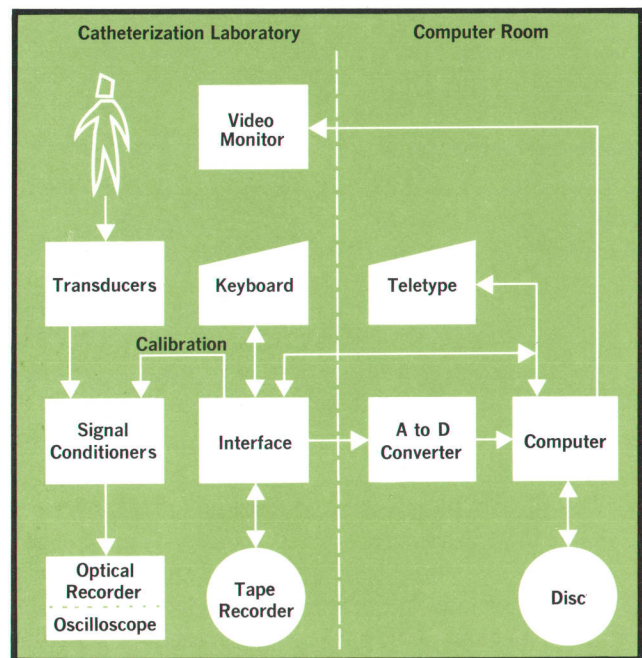 Catheterization Laboratory
Computer Room
Video
Monitor
Transducers
Keyboard
Teletype
Calibration
Signal
Conditioners
Interface
A to D
Converter
Computer
Optical
Recorder
Oscilloscope
Tape
Recorder
Disc